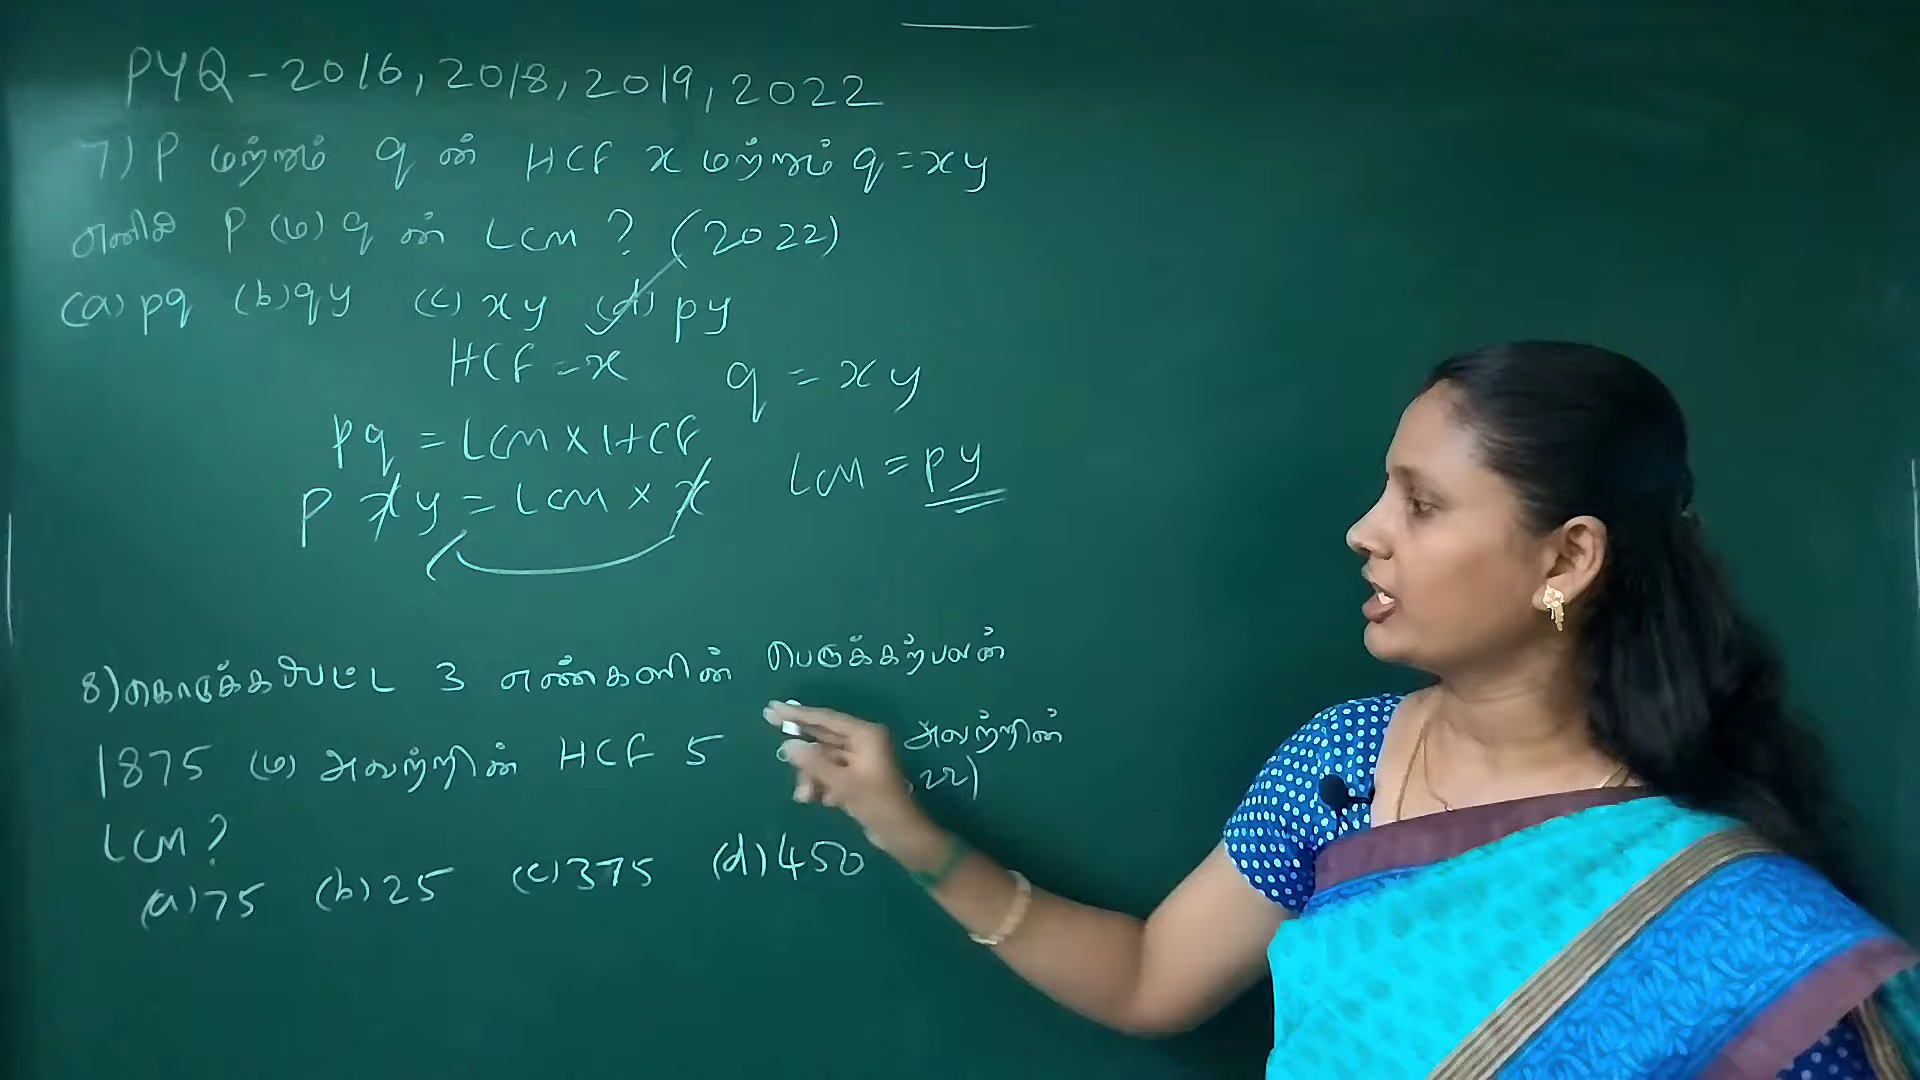 PYQ - 2016, 2018, 2019, 2022
7) P மற்றும் q ன் HCF x மற்றும் q = xy
எனில் P (ம) q ன் LCM ? (2022)
(a) pq (b) qy (c) xy (d) py
HCF = x q = xy
pq = LCM × HCF
P xy = LCM × x LCM = py
8) கொடுக்கப்பட்ட 3 எண்களின் பெருக்கற்பலன்
1875 (ம) அவற்றின் HCF 5 அவற்றின்
LCM? 22)
(a) 75 (b) 25 (c) 375 (d) 450